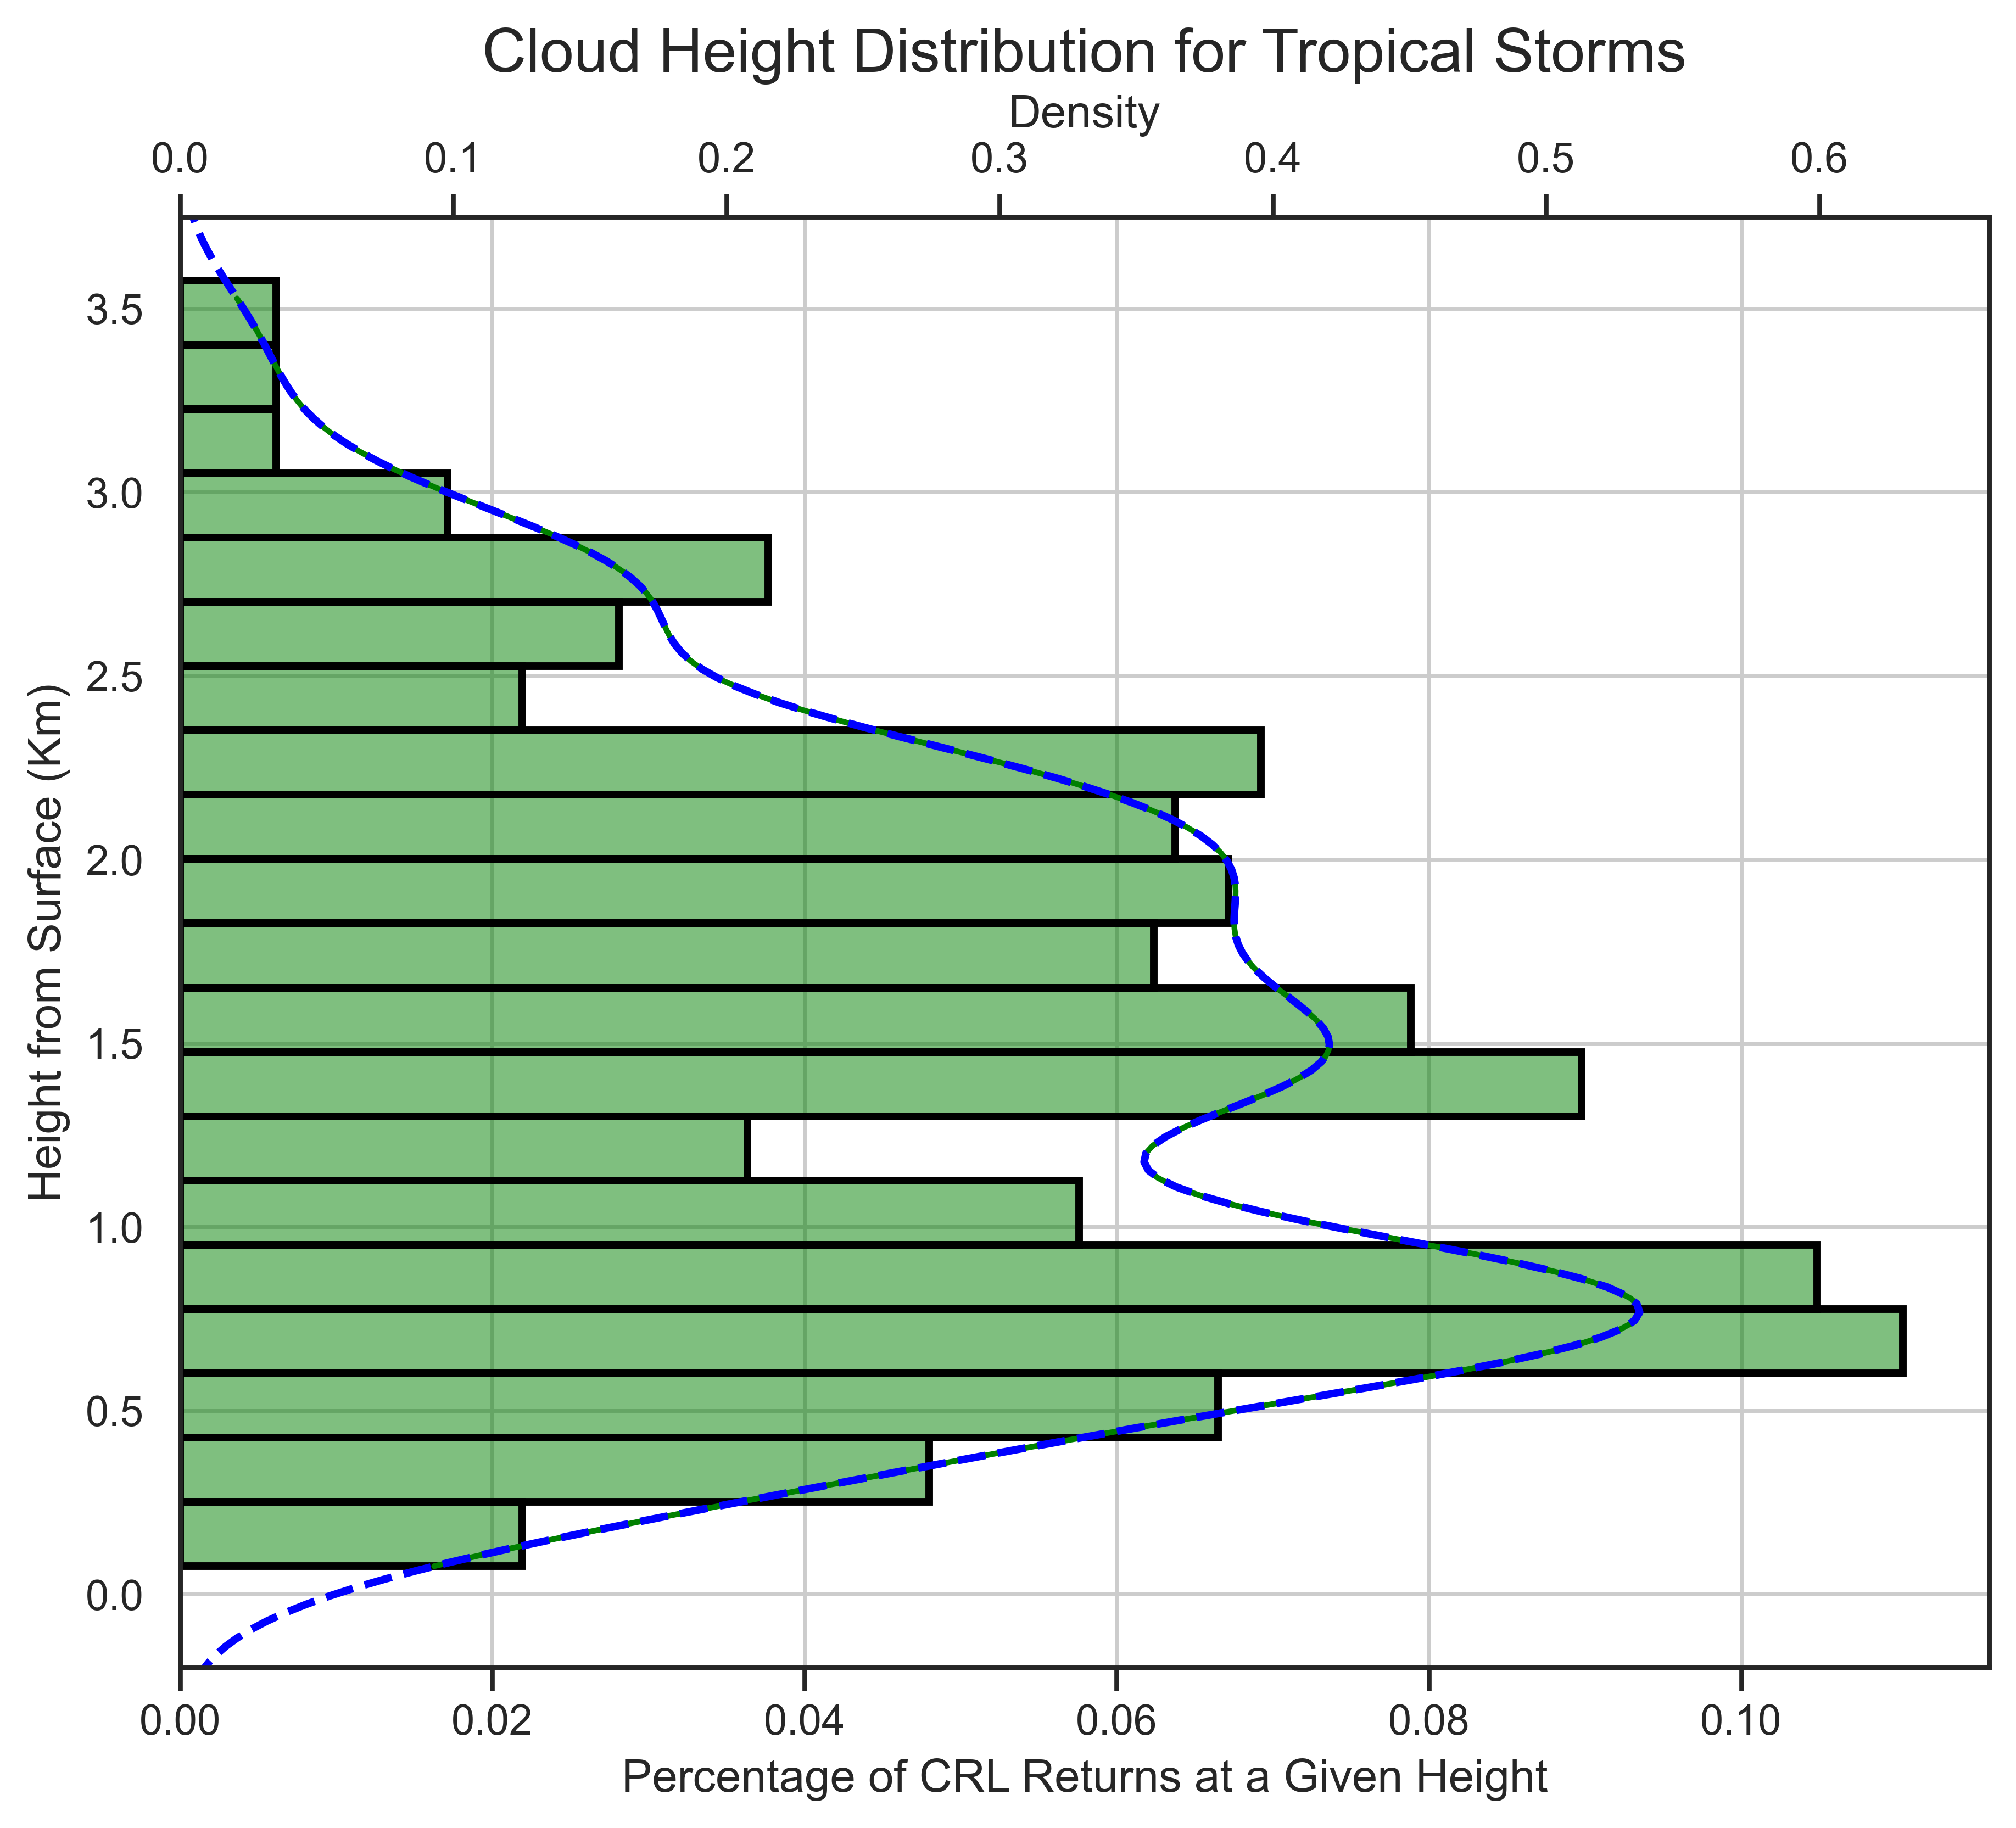 Cloud Height Distribution for Tropical Storms
Density
0.0 0.1 0.2 0.3 0.4 0.5 0.6
3.5
3.0
2.5
2.0
1.5
1.0
0.5
0.0
Height from Surface (Km)
0.00 0.02 0.04 0.06 0.08 0.10
Percentage of CRL Returns at a Given Height